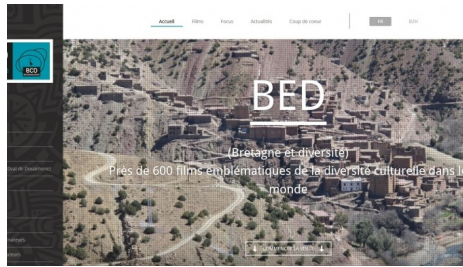 Accueil Films Focus Actualités Coup de coeur FR BZH
BCD
BED
(Bretagne et diversité)
Près de 600 films emblématiques de la diversité culturelle dans le
monde